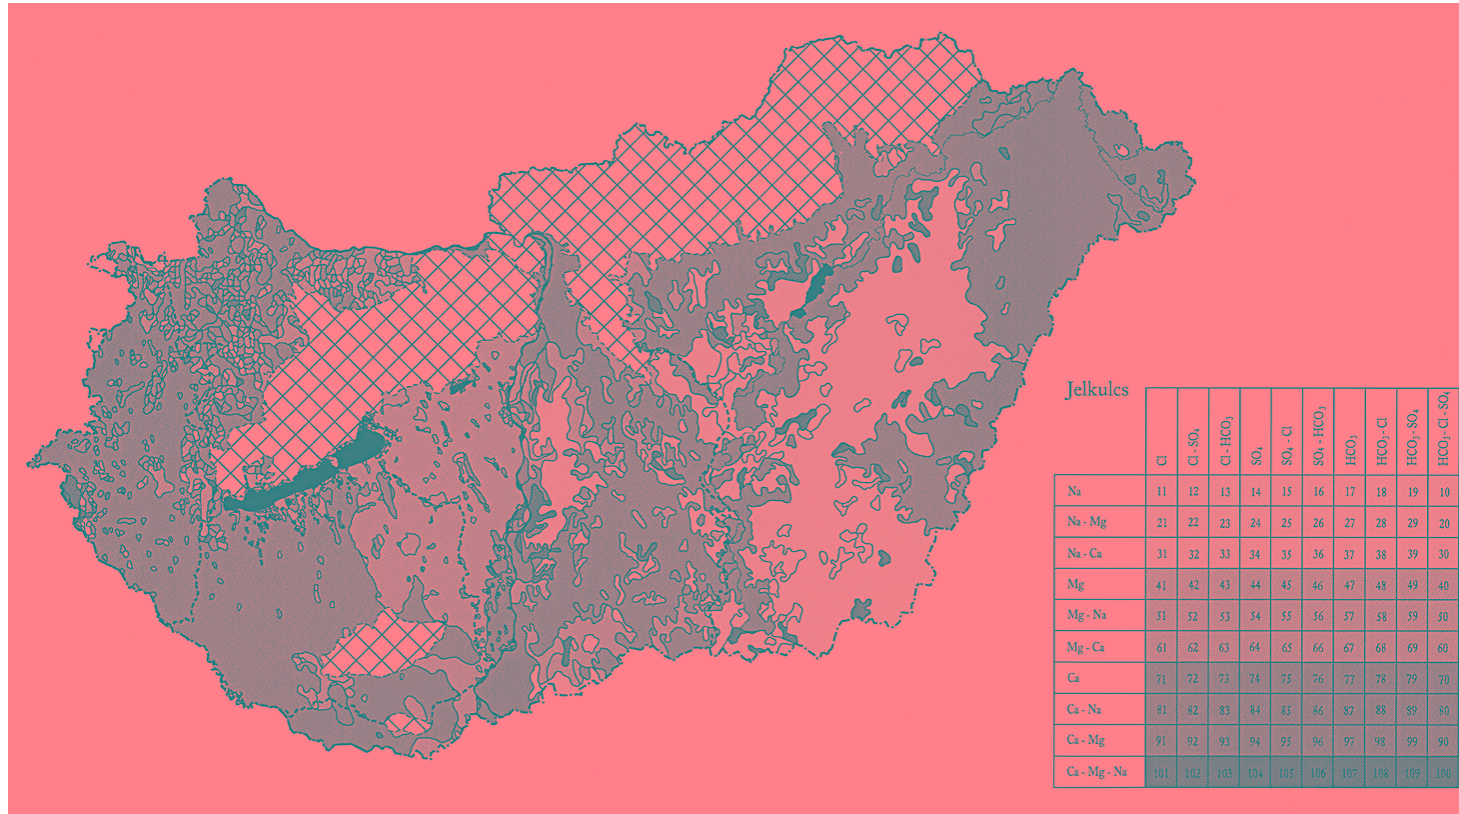 Jelkulcs
Cl Cl - SO₄ Cl - HCO₃ SO₄ SO₄ - Cl SO₄ - HCO₃ HCO₃ HCO₃ - Cl HCO₃ - SO₄ HCO₃ - Cl - SO₄
Na 11 12 13 14 15 16 17 18 19 10
Na - Mg 21 22 23 24 25 26 27 28 29 20
Na - Ca 31 32 33 34 35 36 37 38 39 30
Mg 41 42 43 44 45 46 47 48 49 40
Mg - Na 51 52 53 54 55 56 57 58 59 50
Mg - Ca 61 62 63 64 65 66 67 68 69 60
Ca 71 72 73 74 75 76 77 78 79 70
Ca - Na 81 82 83 84 85 86 87 88 89 80
Ca - Mg 91 92 93 94 95 96 97 98 99 90
Ca - Mg - Na 101 102 103 104 105 106 107 108 109 100